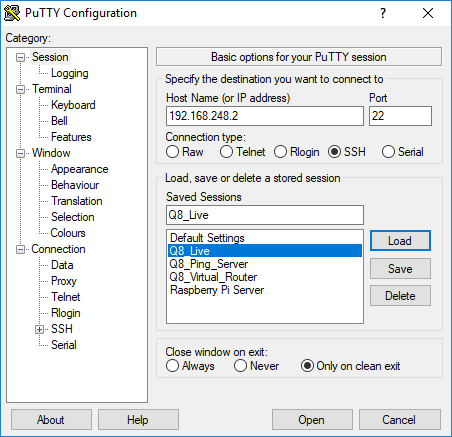 PuTTY Configuration
?
Category:
Session
Logging
Terminal
Keyboard
Bell
Features
Window
Appearance
Behaviour
Translation
Selection
Colours
Connection
Data
Proxy
Telnet
Rlogin
SSH
Serial
Basic options for your PuTTY session
Specify the destination you want to connect to
Host Name (or IP address) Port
192.168.248.2 22
Connection type:
Raw Telnet Rlogin SSH Serial
Load, save or delete a stored session
Saved Sessions
Q8_Live
Default Settings
Q8_Live
Q8_Ping_Server
Q8_Virtual_Router
Raspberry Pi Server
Load
Save
Delete
Close window on exit:
Always Never Only on clean exit
About Help Open Cancel